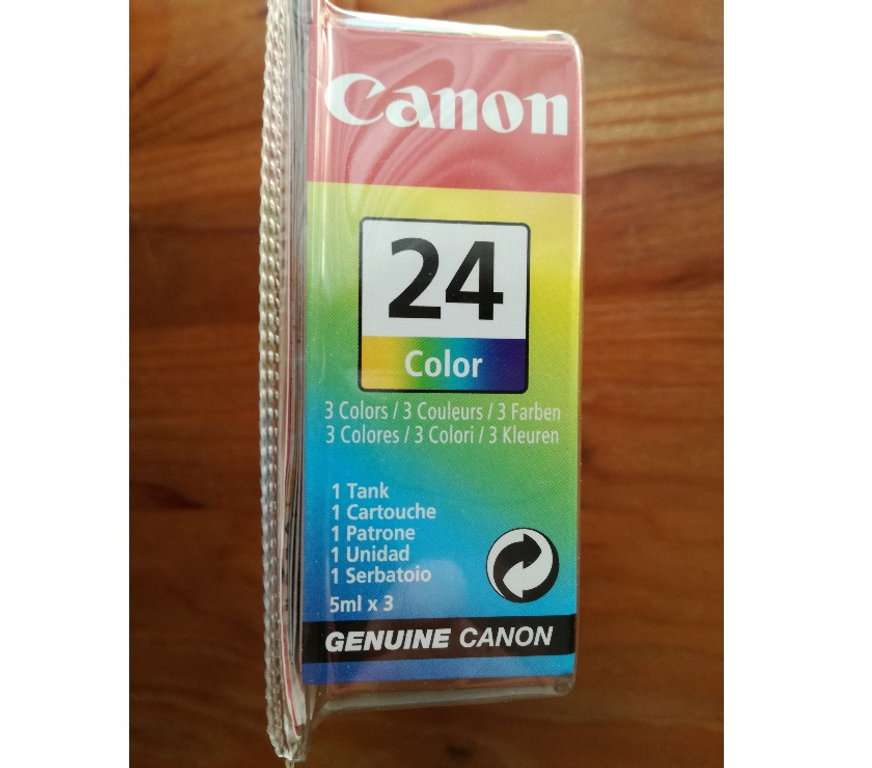 Canon
24
Color
3 Colors / 3 Couleurs / 3 Farben
3 Colores / 3 Colori / 3 Kleuren
1 Tank
1 Cartouche
1 Patrone
1 Unidad
1 Serbatoio
5ml x 3
GENUINE CANON